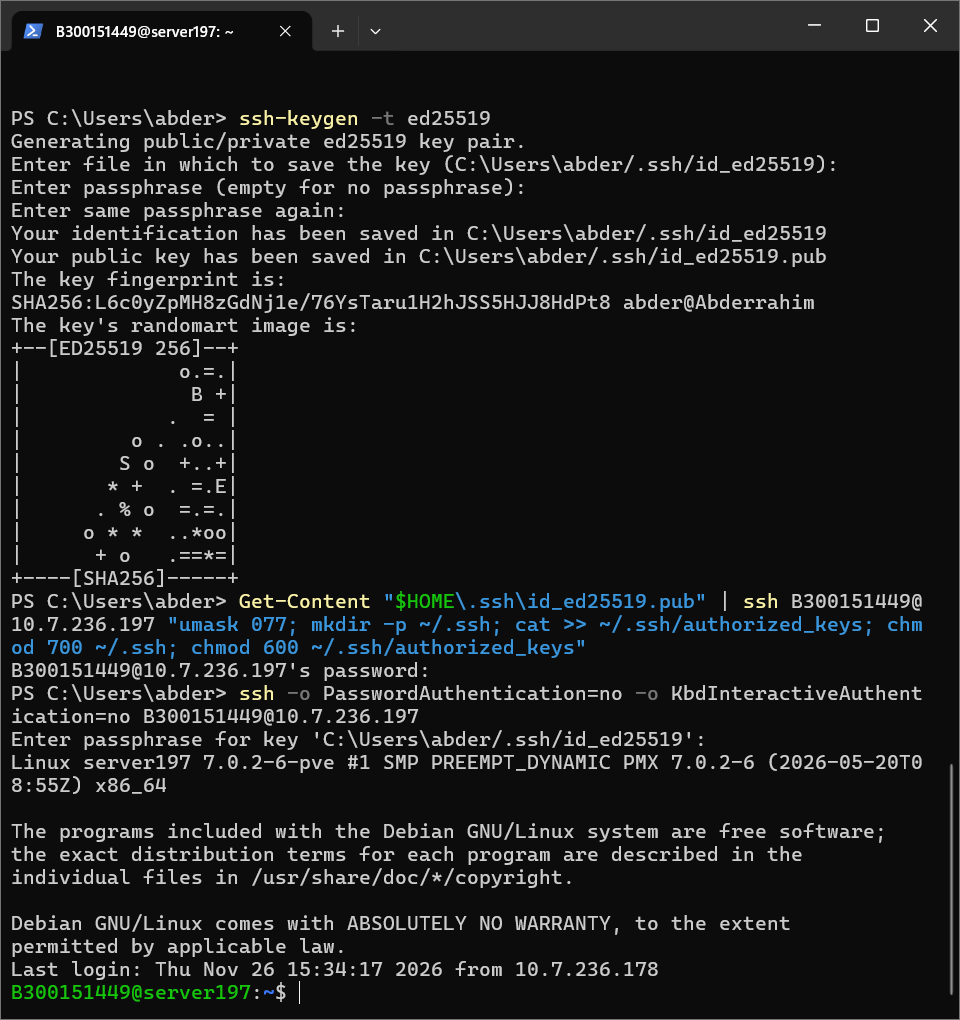 B300151449@server197: ~
PS C:\Users\abder> ssh-keygen -t ed25519
Generating public/private ed25519 key pair.
Enter file in which to save the key (C:\Users\abder/.ssh/id_ed25519):
Enter passphrase (empty for no passphrase):
Enter same passphrase again:
Your identification has been saved in C:\Users\abder/.ssh/id_ed25519
Your public key has been saved in C:\Users\abder/.ssh/id_ed25519.pub
The key fingerprint is:
SHA256:L6c0yZpMH8zGdNj1e/76YsTaru1H2hJSS5HJJ8HdPt8 abder@Abderrahim
The key's randomart image is:
+--[ED25519 256]--+
|             o.=.|
|              B +|
|            .  = |
|         o . .o..|
|        S o  +..+|
|       * +  . =.E|
|      . % o  =.=.|
|     o * *  ..*oo|
|      + o   .==*=|
+----[SHA256]-----+
PS C:\Users\abder> Get-Content "$HOME\.ssh\id_ed25519.pub" | ssh B300151449@
10.7.236.197 "umask 077; mkdir -p ~/.ssh; cat >> ~/.ssh/authorized_keys; chm
od 700 ~/.ssh; chmod 600 ~/.ssh/authorized_keys"
B300151449@10.7.236.197's password:
PS C:\Users\abder> ssh -o PasswordAuthentication=no -o KbdInteractiveAuthent
ication=no B300151449@10.7.236.197
Enter passphrase for key 'C:\Users\abder/.ssh/id_ed25519':
Linux server197 7.0.2-6-pve #1 SMP PREEMPT_DYNAMIC PMX 7.0.2-6 (2026-05-20T0
8:55Z) x86_64
The programs included with the Debian GNU/Linux system are free software;
the exact distribution terms for each program are described in the
individual files in /usr/share/doc/*/copyright.
Debian GNU/Linux comes with ABSOLUTELY NO WARRANTY, to the extent
permitted by applicable law.
Last login: Thu Nov 26 15:34:17 2026 from 10.7.236.178
B300151449@server197:~$